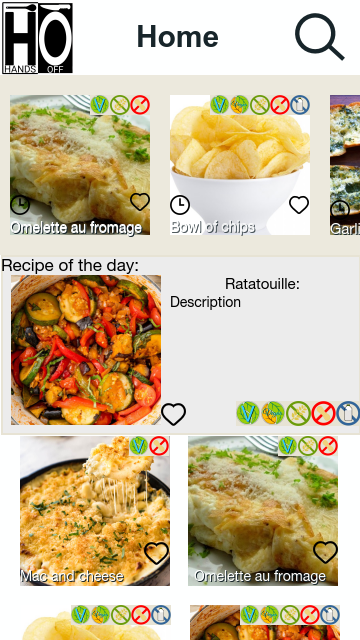 HANDS OFF
Home
Omelette au fromage
Bowl of chips
Garli
Recipe of the day:
Ratatouille:
Description
Mac and cheese
Omelette au fromage